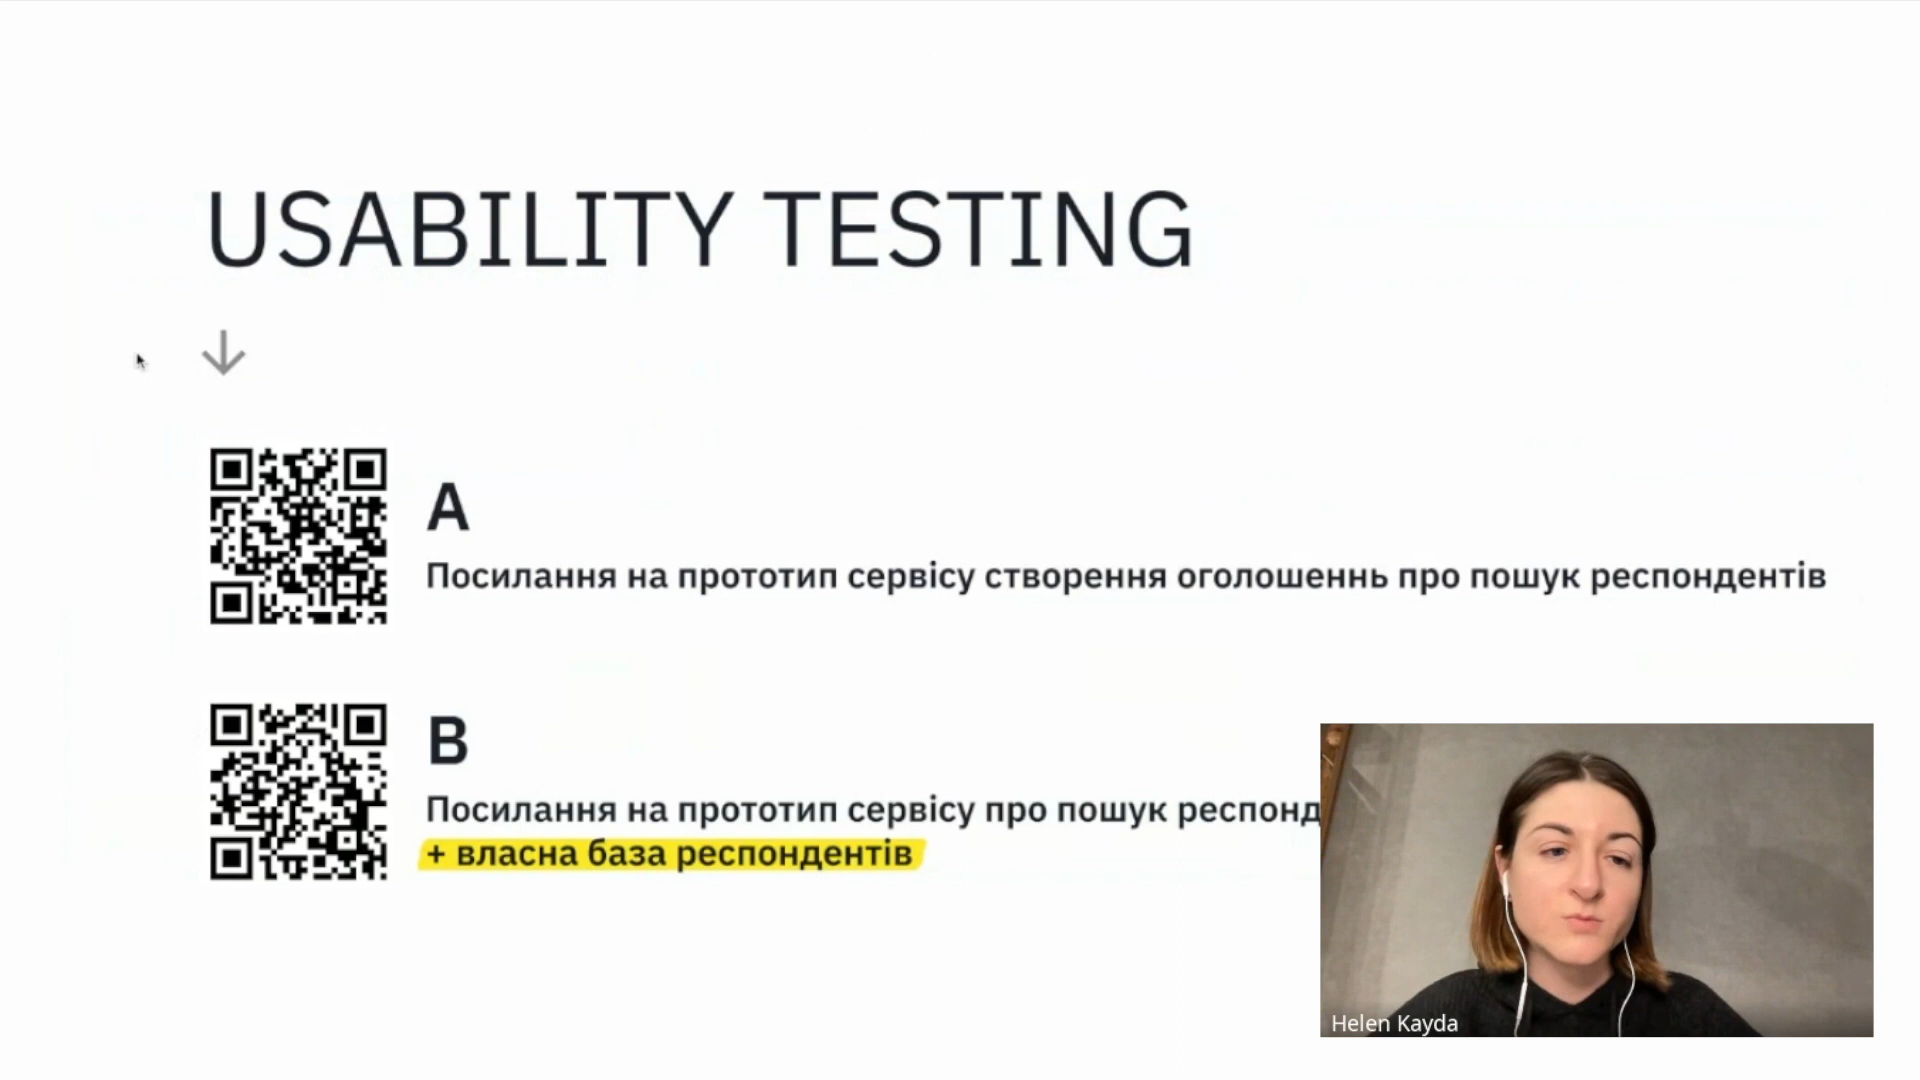 USABILITY TESTING
A
Посилання на прототип сервісу створення оголошеннь про пошук респондентів
B
Посилання на прототип сервісу про пошук респонд
+ власна база респондентів
Helen Kayda